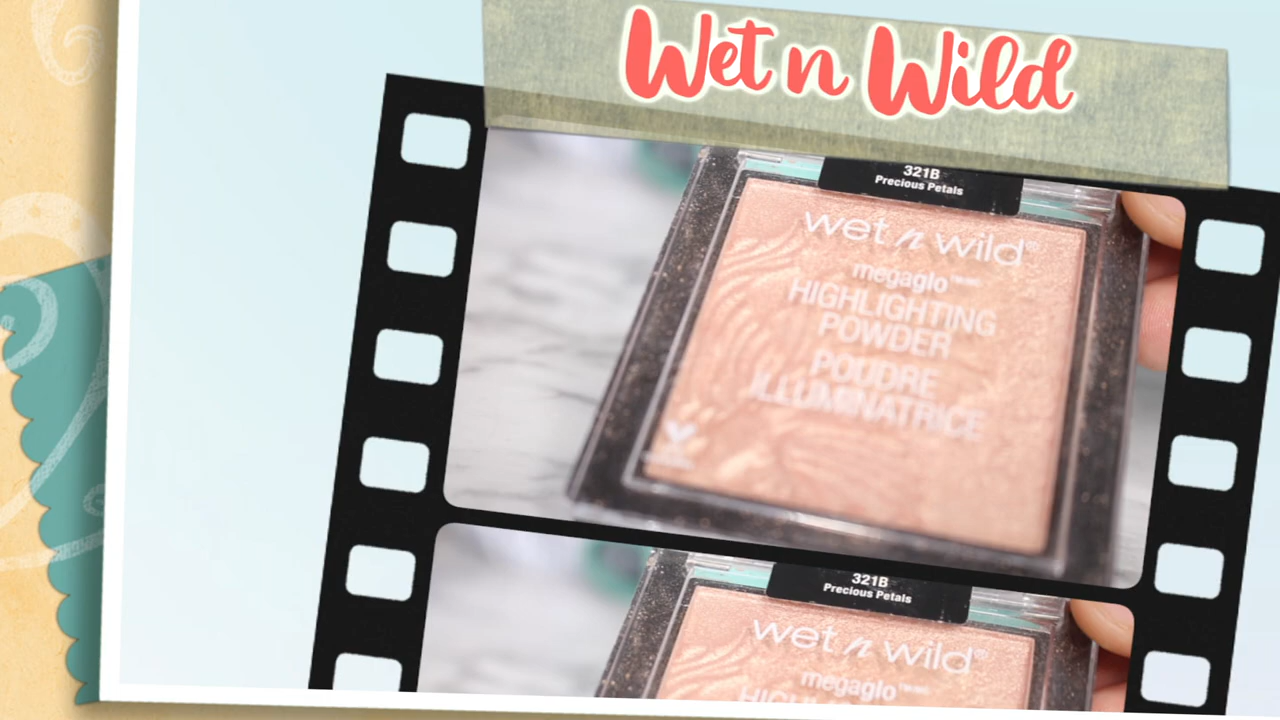 Wet n Wild
321B
Precious Petals
wet n wild®
megaglo
HIGHLIGHTING
POWDER
POUDRE
ILLUMINATRICE
321B
Precious Petals
wet n wild®
megaglo